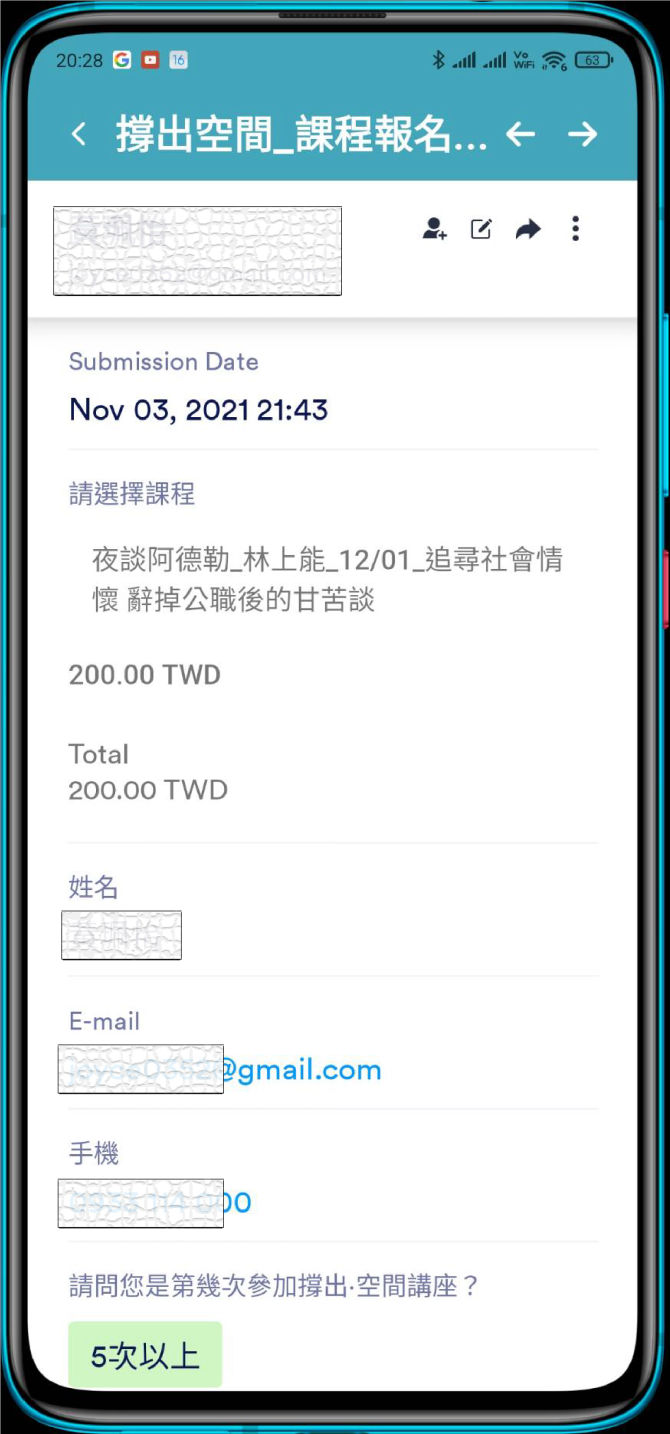 20:28 G 16 Vo WiFi 6 63
撐出空間_課程報名...
Submission Date
Nov 03, 2021 21:43
請選擇課程
夜談阿德勒_林上能_12/01_追尋社會情
懷 辭掉公職後的甘苦談
200.00 TWD
Total
200.00 TWD
姓名
E-mail
@gmail.com
手機
00
請問您是第幾次參加撐出·空間講座？
5次以上